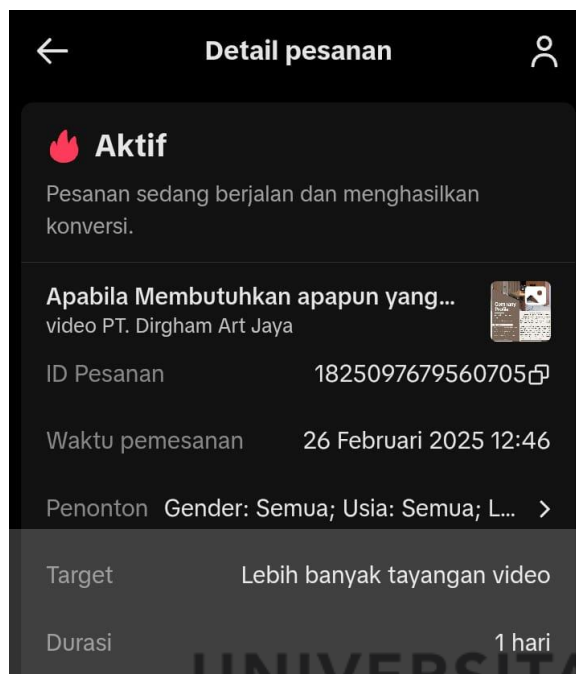 Detail pesanan
Aktif
Pesanan sedang berjalan dan menghasilkan
konversi.
Apabila Membutuhkan apapun yang...
video PT. Dirgham Art Jaya
ID Pesanan 1825097679560705
Waktu pemesanan 26 Februari 2025 12:46
Penonton Gender: Semua; Usia: Semua; L...
Target Lebih banyak tayangan video
Durasi 1 hari